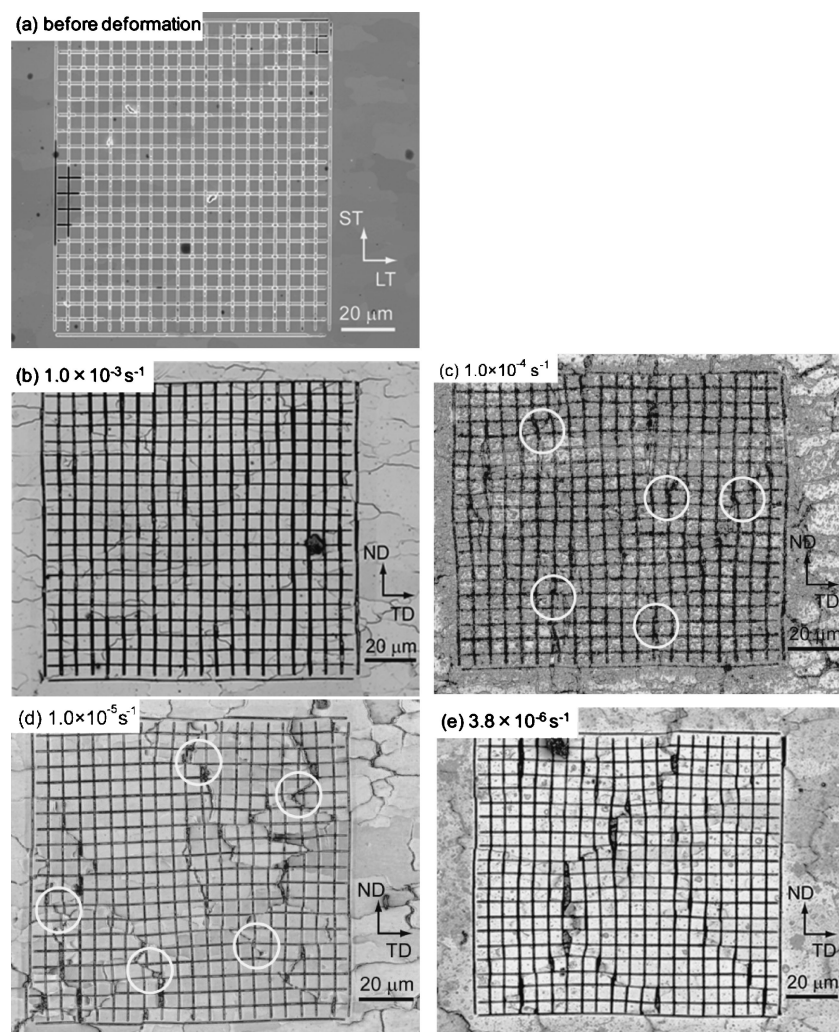 (a) before deformation
ST
LT
20 μm
(b) 1.0 × 10⁻³ s⁻¹
ND
TD
20 μm
(c) 1.0×10⁻⁴ s⁻¹
ND
TD
20 μm
(d) 1.0×10⁻⁵ s⁻¹
ND
TD
20 μm
(e) 3.8 × 10⁻⁶ s⁻¹
ND
TD
20 μm